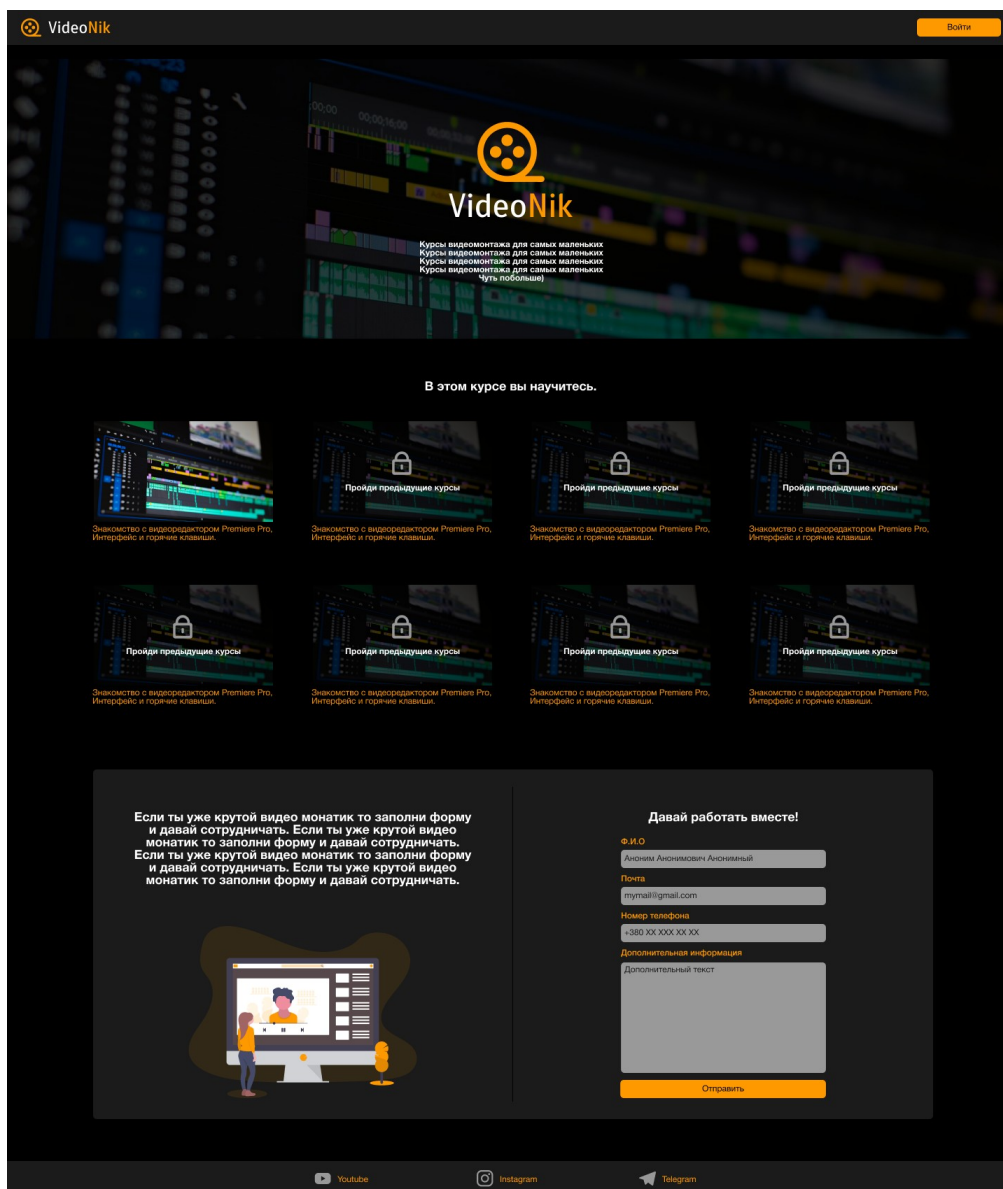 VideoNik
Войти
VideoNik
Курсы видеомонтажа для самых маленьких
Курсы видеомонтажа для самых маленьких
Курсы видеомонтажа для самых маленьких
Курсы видеомонтажа для самых маленьких
Чуть побольше)
В этом курсе вы научитесь.
Пройди предыдущие курсы
Пройди предыдущие курсы
Пройди предыдущие курсы
Знакомство с видеоредактором Premiere Pro,
Интерфейс и горячие клавиши.
Знакомство с видеоредактором Premiere Pro,
Интерфейс и горячие клавиши.
Знакомство с видеоредактором Premiere Pro,
Интерфейс и горячие клавиши.
Знакомство с видеоредактором Premiere Pro,
Интерфейс и горячие клавиши.
Пройди предыдущие курсы
Пройди предыдущие курсы
Пройди предыдущие курсы
Пройди предыдущие курсы
Знакомство с видеоредактором Premiere Pro,
Интерфейс и горячие клавиши.
Знакомство с видеоредактором Premiere Pro,
Интерфейс и горячие клавиши.
Знакомство с видеоредактором Premiere Pro,
Интерфейс и горячие клавиши.
Знакомство с видеоредактором Premiere Pro,
Интерфейс и горячие клавиши.
Если ты уже крутой видео монатик то заполни форму
и давай сотрудничать. Если ты уже крутой видео
монатик то заполни форму и давай сотрудничать.
Если ты уже крутой видео монатик то заполни форму
и давай сотрудничать. Если ты уже крутой видео
монатик то заполни форму и давай сотрудничать.
Давай работать вместе!
Ф.И.О
Аноним Анонимович Анонимный
Почта
mymail@gmail.com
Номер телефона
+380 XX XXX XX XX
Дополнительная информация
Дополнительный текст
Отправить
Youtube
Instagram
Telegram